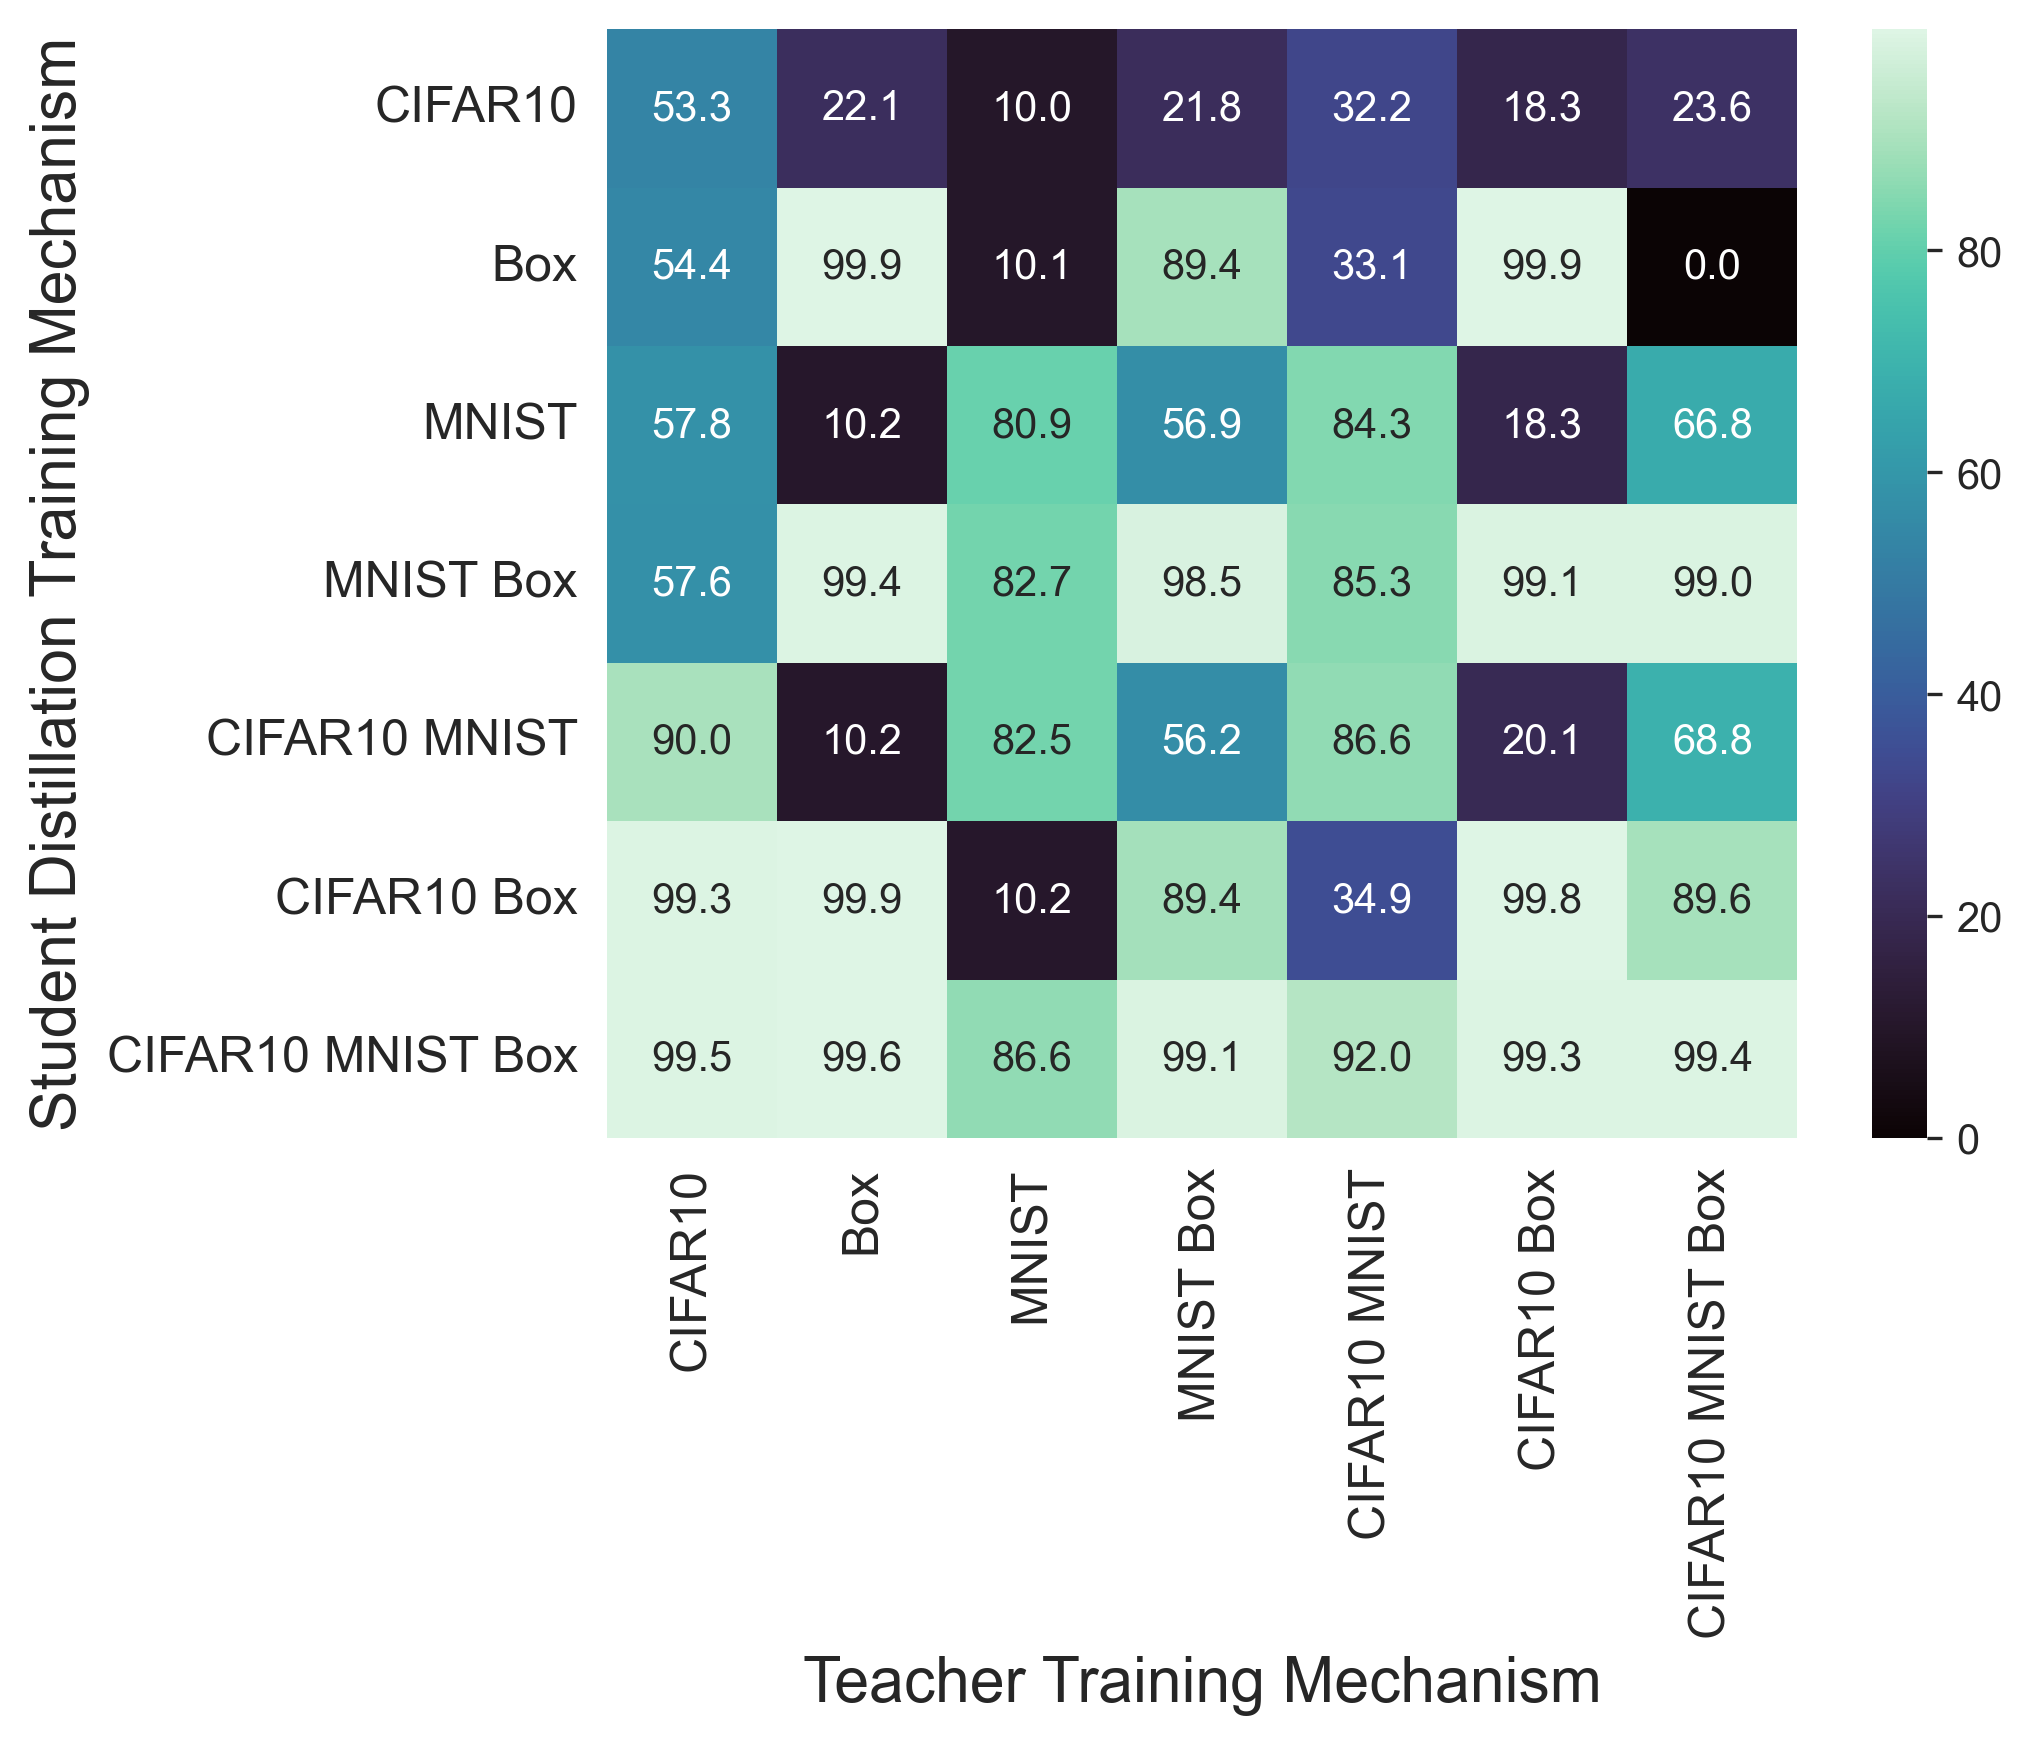 Student Distillation Training Mechanism
CIFAR10 53.3 22.1 10.0 21.8 32.2 18.3 23.6
Box 54.4 99.9 10.1 89.4 33.1 99.9 0.0
MNIST 57.8 10.2 80.9 56.9 84.3 18.3 66.8
MNIST Box 57.6 99.4 82.7 98.5 85.3 99.1 99.0
CIFAR10 MNIST 90.0 10.2 82.5 56.2 86.6 20.1 68.8
CIFAR10 Box 99.3 99.9 10.2 89.4 34.9 99.8 89.6
CIFAR10 MNIST Box 99.5 99.6 86.6 99.1 92.0 99.3 99.4
CIFAR10
Box
MNIST
MNIST Box
CIFAR10 MNIST
CIFAR10 Box
CIFAR10 MNIST Box
Teacher Training Mechanism
80
60
40
20
0